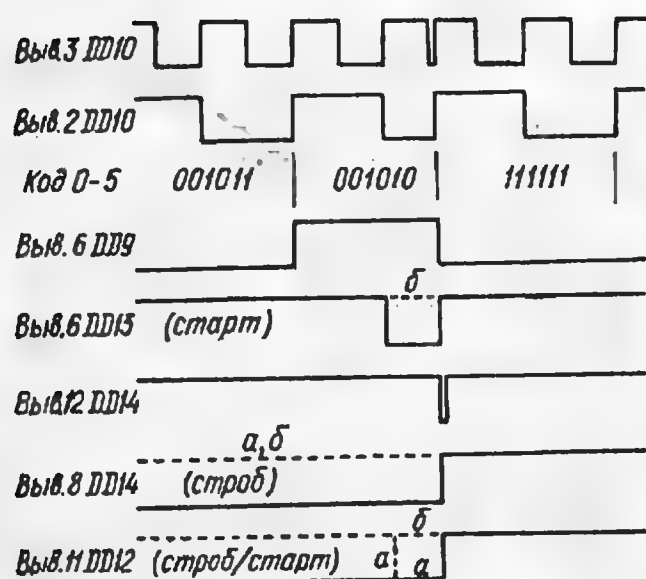 Выв.3 DD10
Выв.2 DD10
Код 0-5 001011 001010 111111
Выв.6 DD9
б
Выв.6 DD13 (старт)
Выв.12 DD14
а,б
Выв.8 DD14 (строб)
б
Выв.11 DD12 (строб/старт) а а